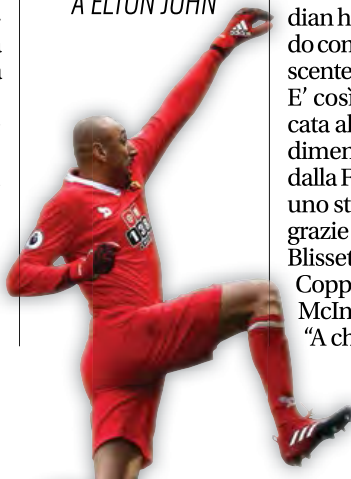 A ELTON JOHN
dian h
do con
scente
E’ così
cata al
dimen
dalla F
uno st
grazie
Blisset
Copp
McIn
“A ch